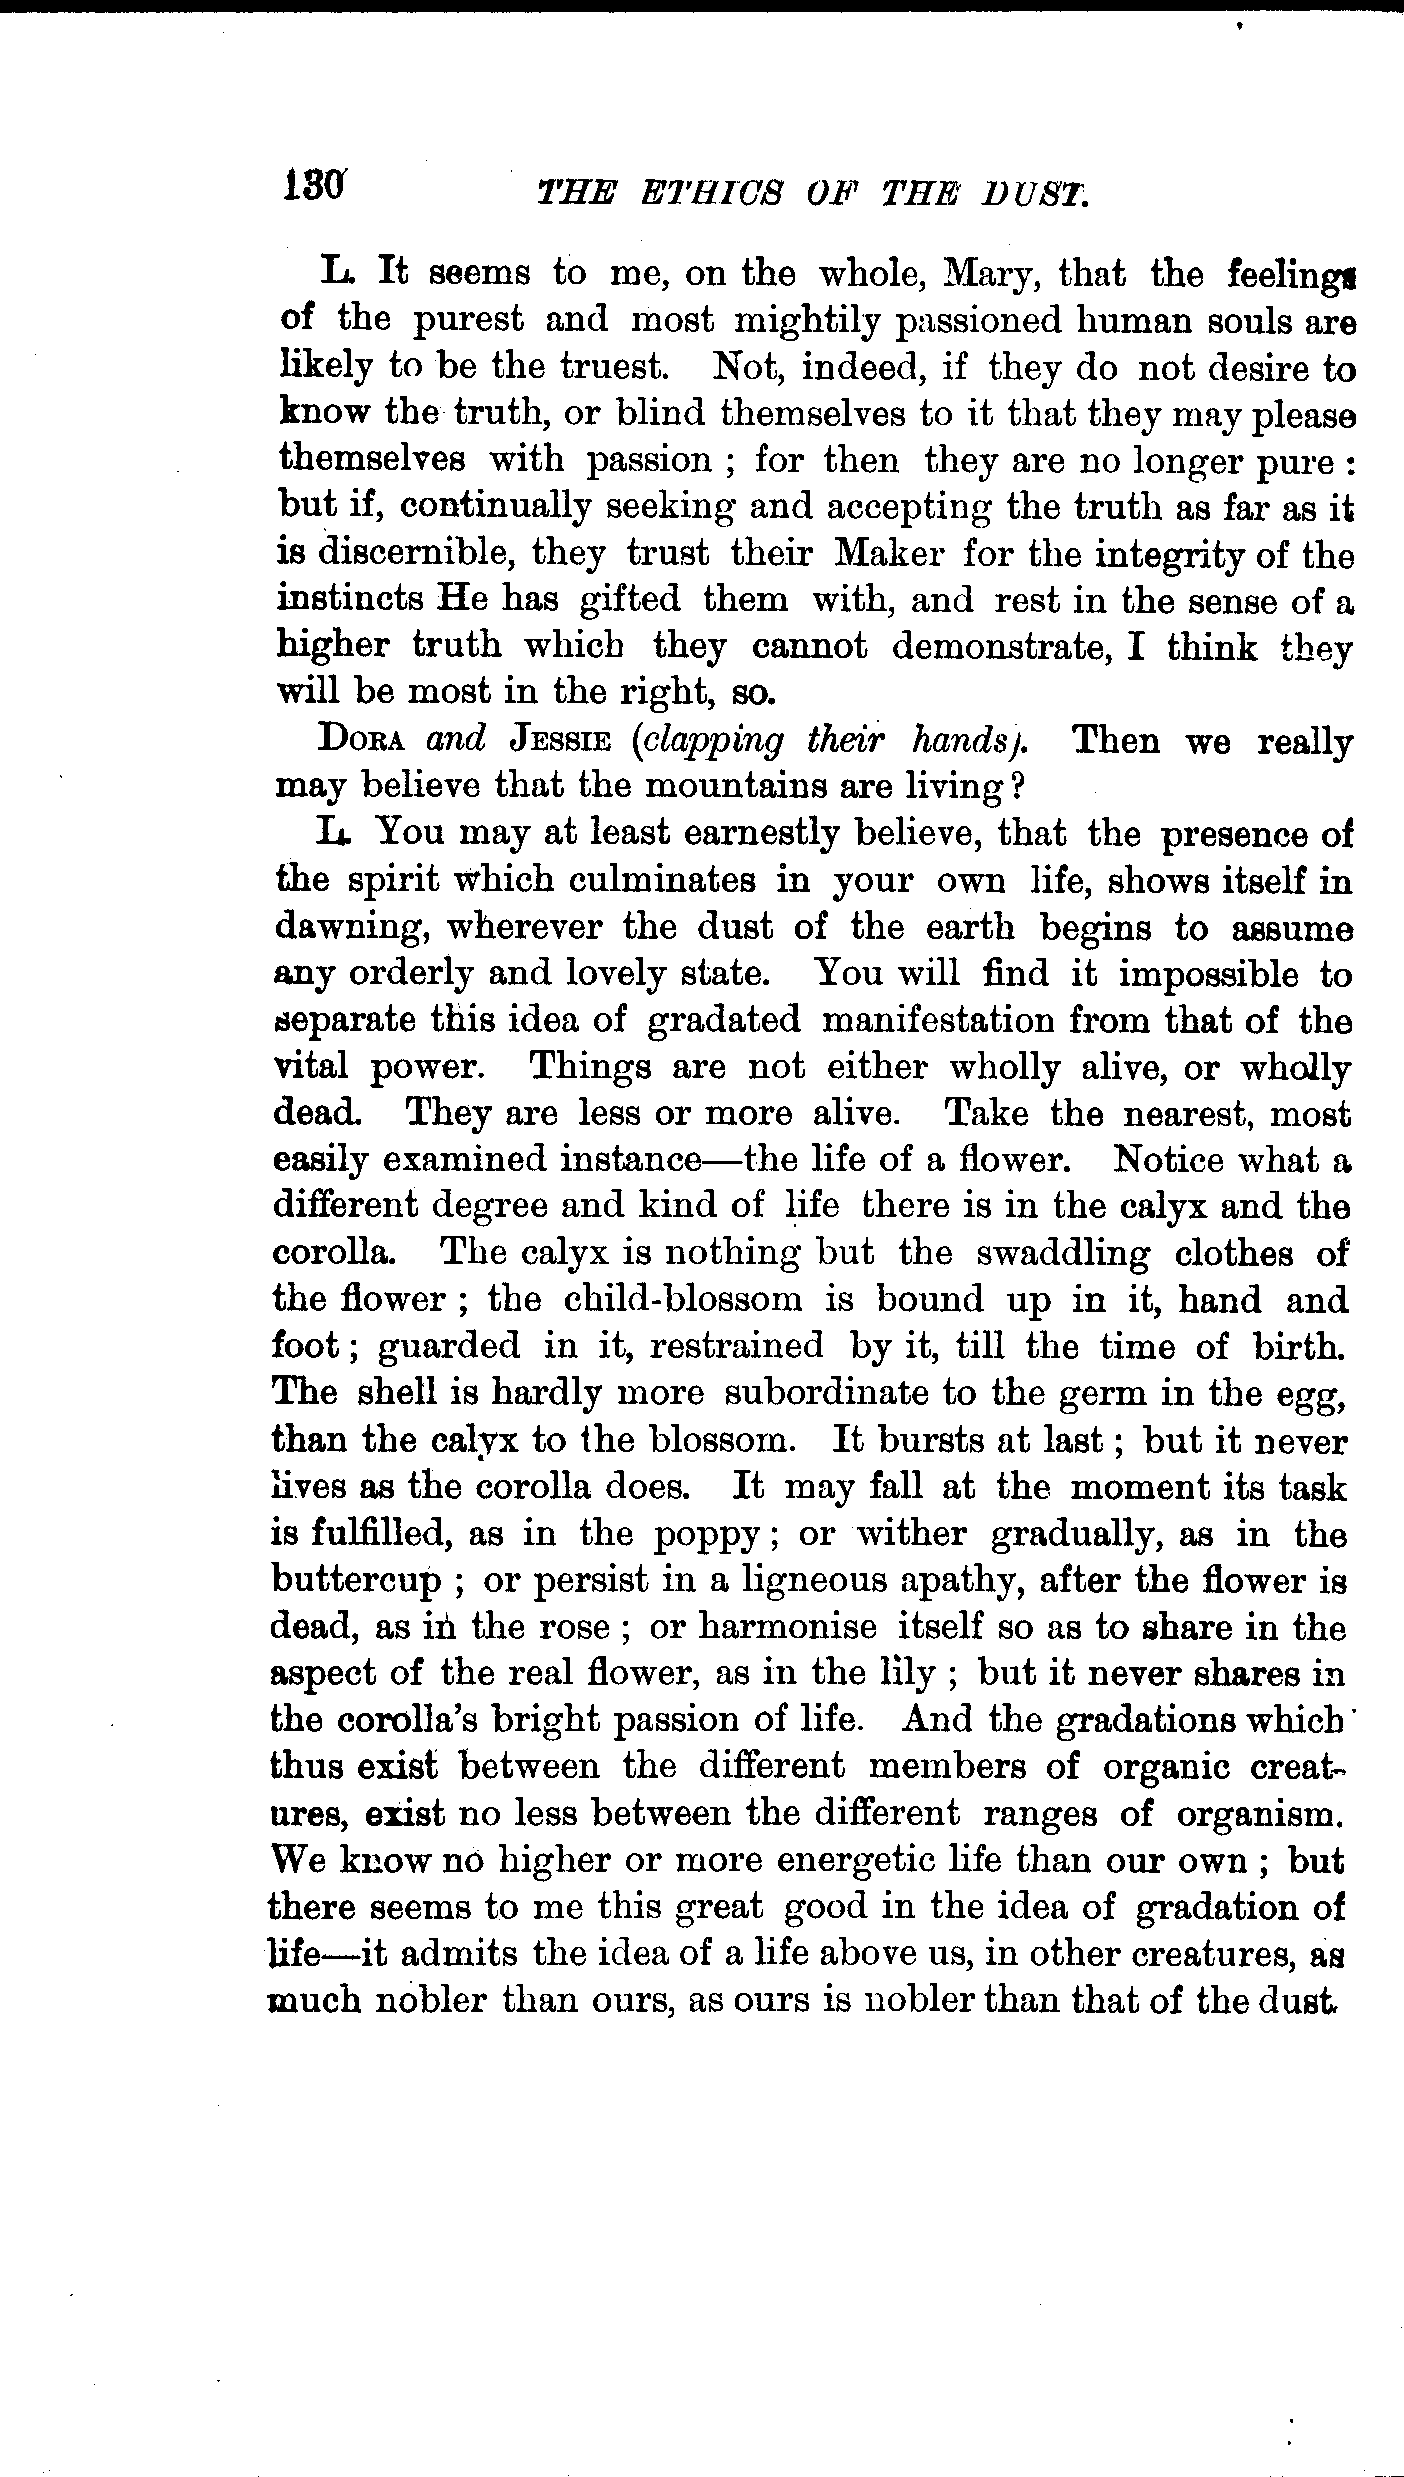 130 THE ETHICS OF THE DUST.
L. It seems to me, on the whole, Mary, that the feelings
of the purest and most mightily passioned human souls are
likely to be the truest. Not, indeed, if they do not desire to
know the truth, or blind themselves to it that they may please
themselves with passion ; for then they are no longer pure :
but if, continually seeking and accepting the truth as far as it
is discernible, they trust their Maker for the integrity of the
instincts He has gifted them with, and rest in the sense of a
higher truth which they cannot demonstrate, I think they
will be most in the right, so.
DORA and JESSIE (clapping their hands). Then we really
may believe that the mountains are living?
L. You may at least earnestly believe, that the presence of
the spirit which culminates in your own life, shows itself in
dawning, wherever the dust of the earth begins to assume
any orderly and lovely state. You will find it impossible to
separate this idea of gradated manifestation from that of the
vital power. Things are not either wholly alive, or wholly
dead. They are less or more alive. Take the nearest, most
easily examined instance—the life of a flower. Notice what a
different degree and kind of life there is in the calyx and the
corolla. The calyx is nothing but the swaddling clothes of
the flower ; the child-blossom is bound up in it, hand and
foot ; guarded in it, restrained by it, till the time of birth.
The shell is hardly more subordinate to the germ in the egg,
than the calyx to the blossom. It bursts at last ; but it never
lives as the corolla does. It may fall at the moment its task
is fulfilled, as in the poppy ; or wither gradually, as in the
buttercup ; or persist in a ligneous apathy, after the flower is
dead, as in the rose ; or harmonise itself so as to share in the
aspect of the real flower, as in the lily ; but it never shares in
the corolla's bright passion of life. And the gradations which
thus exist between the different members of organic creat-
ures, exist no less between the different ranges of organism.
We know no higher or more energetic life than our own ; but
there seems to me this great good in the idea of gradation of
life—it admits the idea of a life above us, in other creatures, as
much nobler than ours, as ours is nobler than that of the dust.